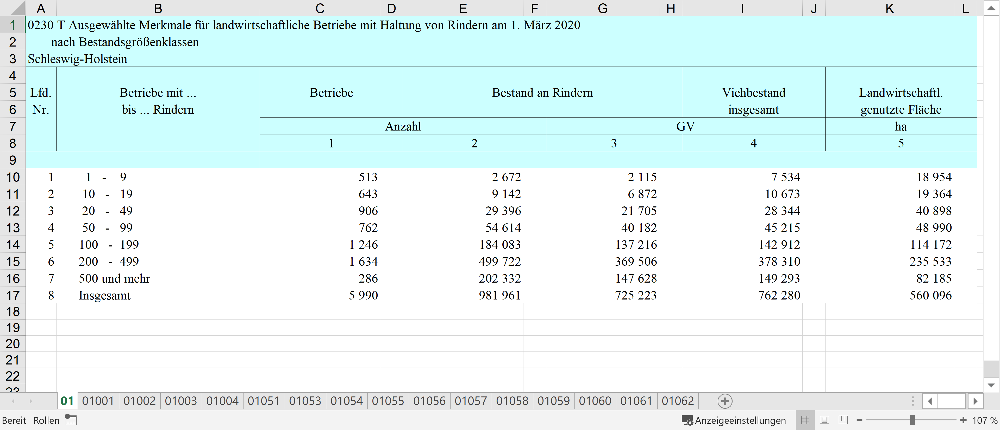 A B C D E F G H I J K L
1 0230 T Ausgewählte Merkmale für landwirtschaftliche Betriebe mit Haltung von Rindern am 1. März 2020
2 nach Bestandsgrößenklassen
3 Schleswig-Holstein
4
5 Lfd. Betriebe mit ... Betriebe Bestand an Rindern Viehbestand Landwirtschaftl.
6 Nr. bis ... Rindern insgesamt genutzte Fläche
7 Anzahl GV ha
8 1 2 3 4 5
9
10 1 1 - 9 513 2 672 2 115 7 534 18 954
11 2 10 - 19 643 9 142 6 872 10 673 19 364
12 3 20 - 49 906 29 396 21 705 28 344 40 898
13 4 50 - 99 762 54 614 40 182 45 215 48 990
14 5 100 - 199 1 246 184 083 137 216 142 912 114 172
15 6 200 - 499 1 634 499 722 369 506 378 310 235 533
16 7 500 und mehr 286 202 332 147 628 149 293 82 185
17 8 Insgesamt 5 990 981 961 725 223 762 280 560 096
18
19
20
21
22
23
01 01001 01002 01003 01004 01051 01053 01054 01055 01056 01057 01058 01059 01060 01061 01062
Bereit Rollen Anzeigeeinstellungen 107 %